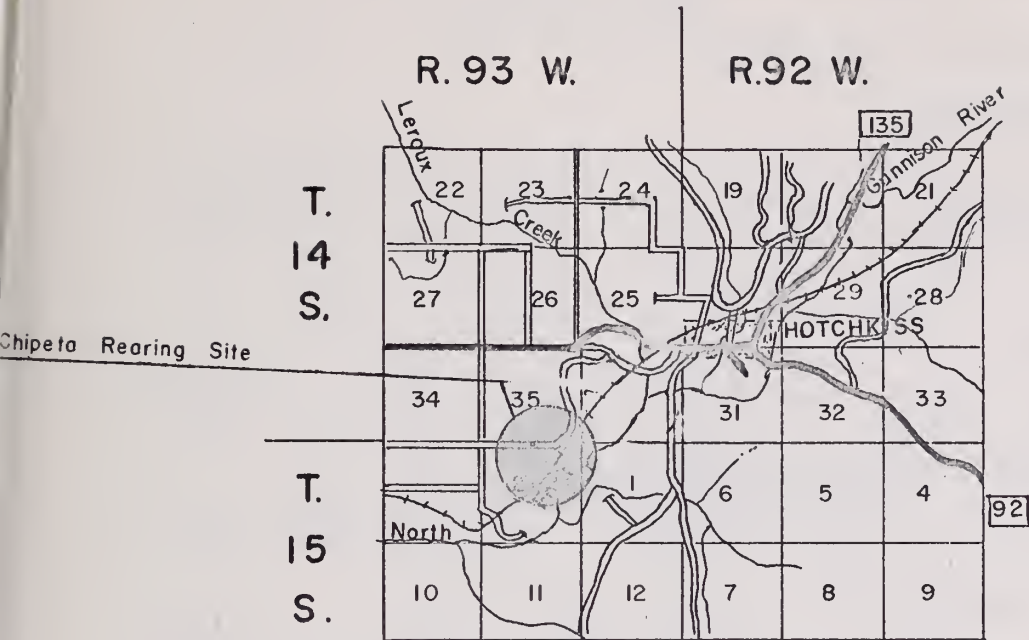 R. 93 W.
R.92 W.
135
Leroux
Creek
Gunnison River
T.
14
S.
22
23
24
19
21
27
26
25
29
28
HOTCHKISS
Chipeta Rearing Site
34
35
31
32
33
T.
15
S.
1
6
5
4
92
North
10
11
12
7
8
9